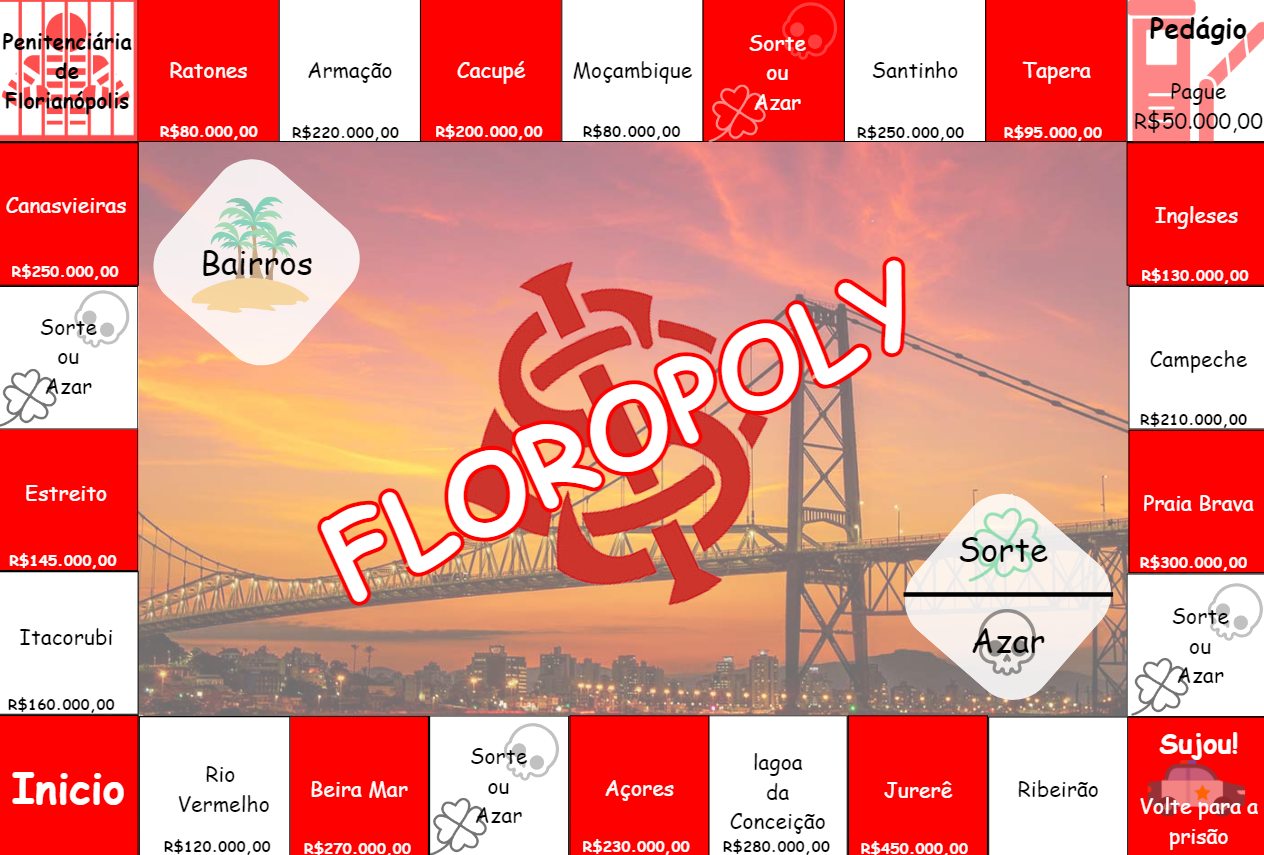 Penitenciária
de
Florianópolis
Ratones
R$80.000,00
Armação
R$220.000,00
Cacupé
R$200.000,00
Moçambique
R$80.000,00
Sorte
ou
Azar
Santinho
R$250.000,00
Tapera
R$95.000,00
Pedágio
Pague
R$50.000,00
Canasvieiras
R$250.000,00
Bairros
Ingleses
R$130.000,00
Sorte
ou
Azar
FLOROPOLY
Campeche
R$210.000,00
Estreito
R$145.000,00
Praia Brava
R$300.000,00
Sorte
Azar
Itacorubi
R$160.000,00
Sorte
ou
Azar
Inicio
Rio
Vermelho
R$120.000,00
Beira Mar
R$270.000,00
Sorte
ou
Azar
Açores
R$230.000,00
lagoa
da
Conceição
R$280.000,00
Jurerê
R$450.000,00
Ribeirão
Sujou!
Volte para a
prisão